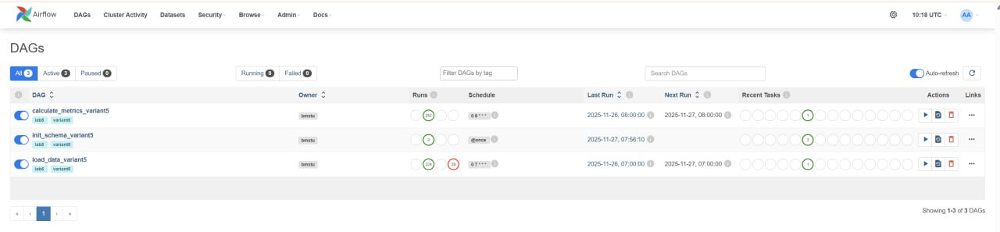 Airflow DAGs Cluster Activity Datasets Security Browse Admin Docs 10:18 UTC AA
DAGs
All 3 Active 3 Paused 0 Running 0 Failed 0 Filter DAGs by tag Search DAGs Auto-refresh
DAG Owner Runs Schedule Last Run Next Run Recent Tasks Actions Links
calculate_metrics_variant5
lab5 variant5 bmstu 252 0 8 * * * 2025-11-26, 08:00:00 2025-11-27, 08:00:00 1
init_schema_variant5
lab5 variant5 bmstu @once 2025-11-27, 07:56:10
load_data_variant5
lab5 variant5 bmstu 224 28 0 7 * * * 2025-11-26, 07:00:00 2025-11-27, 07:00:00 1
« ‹ 1 › »
Showing 1-3 of 3 DAGs